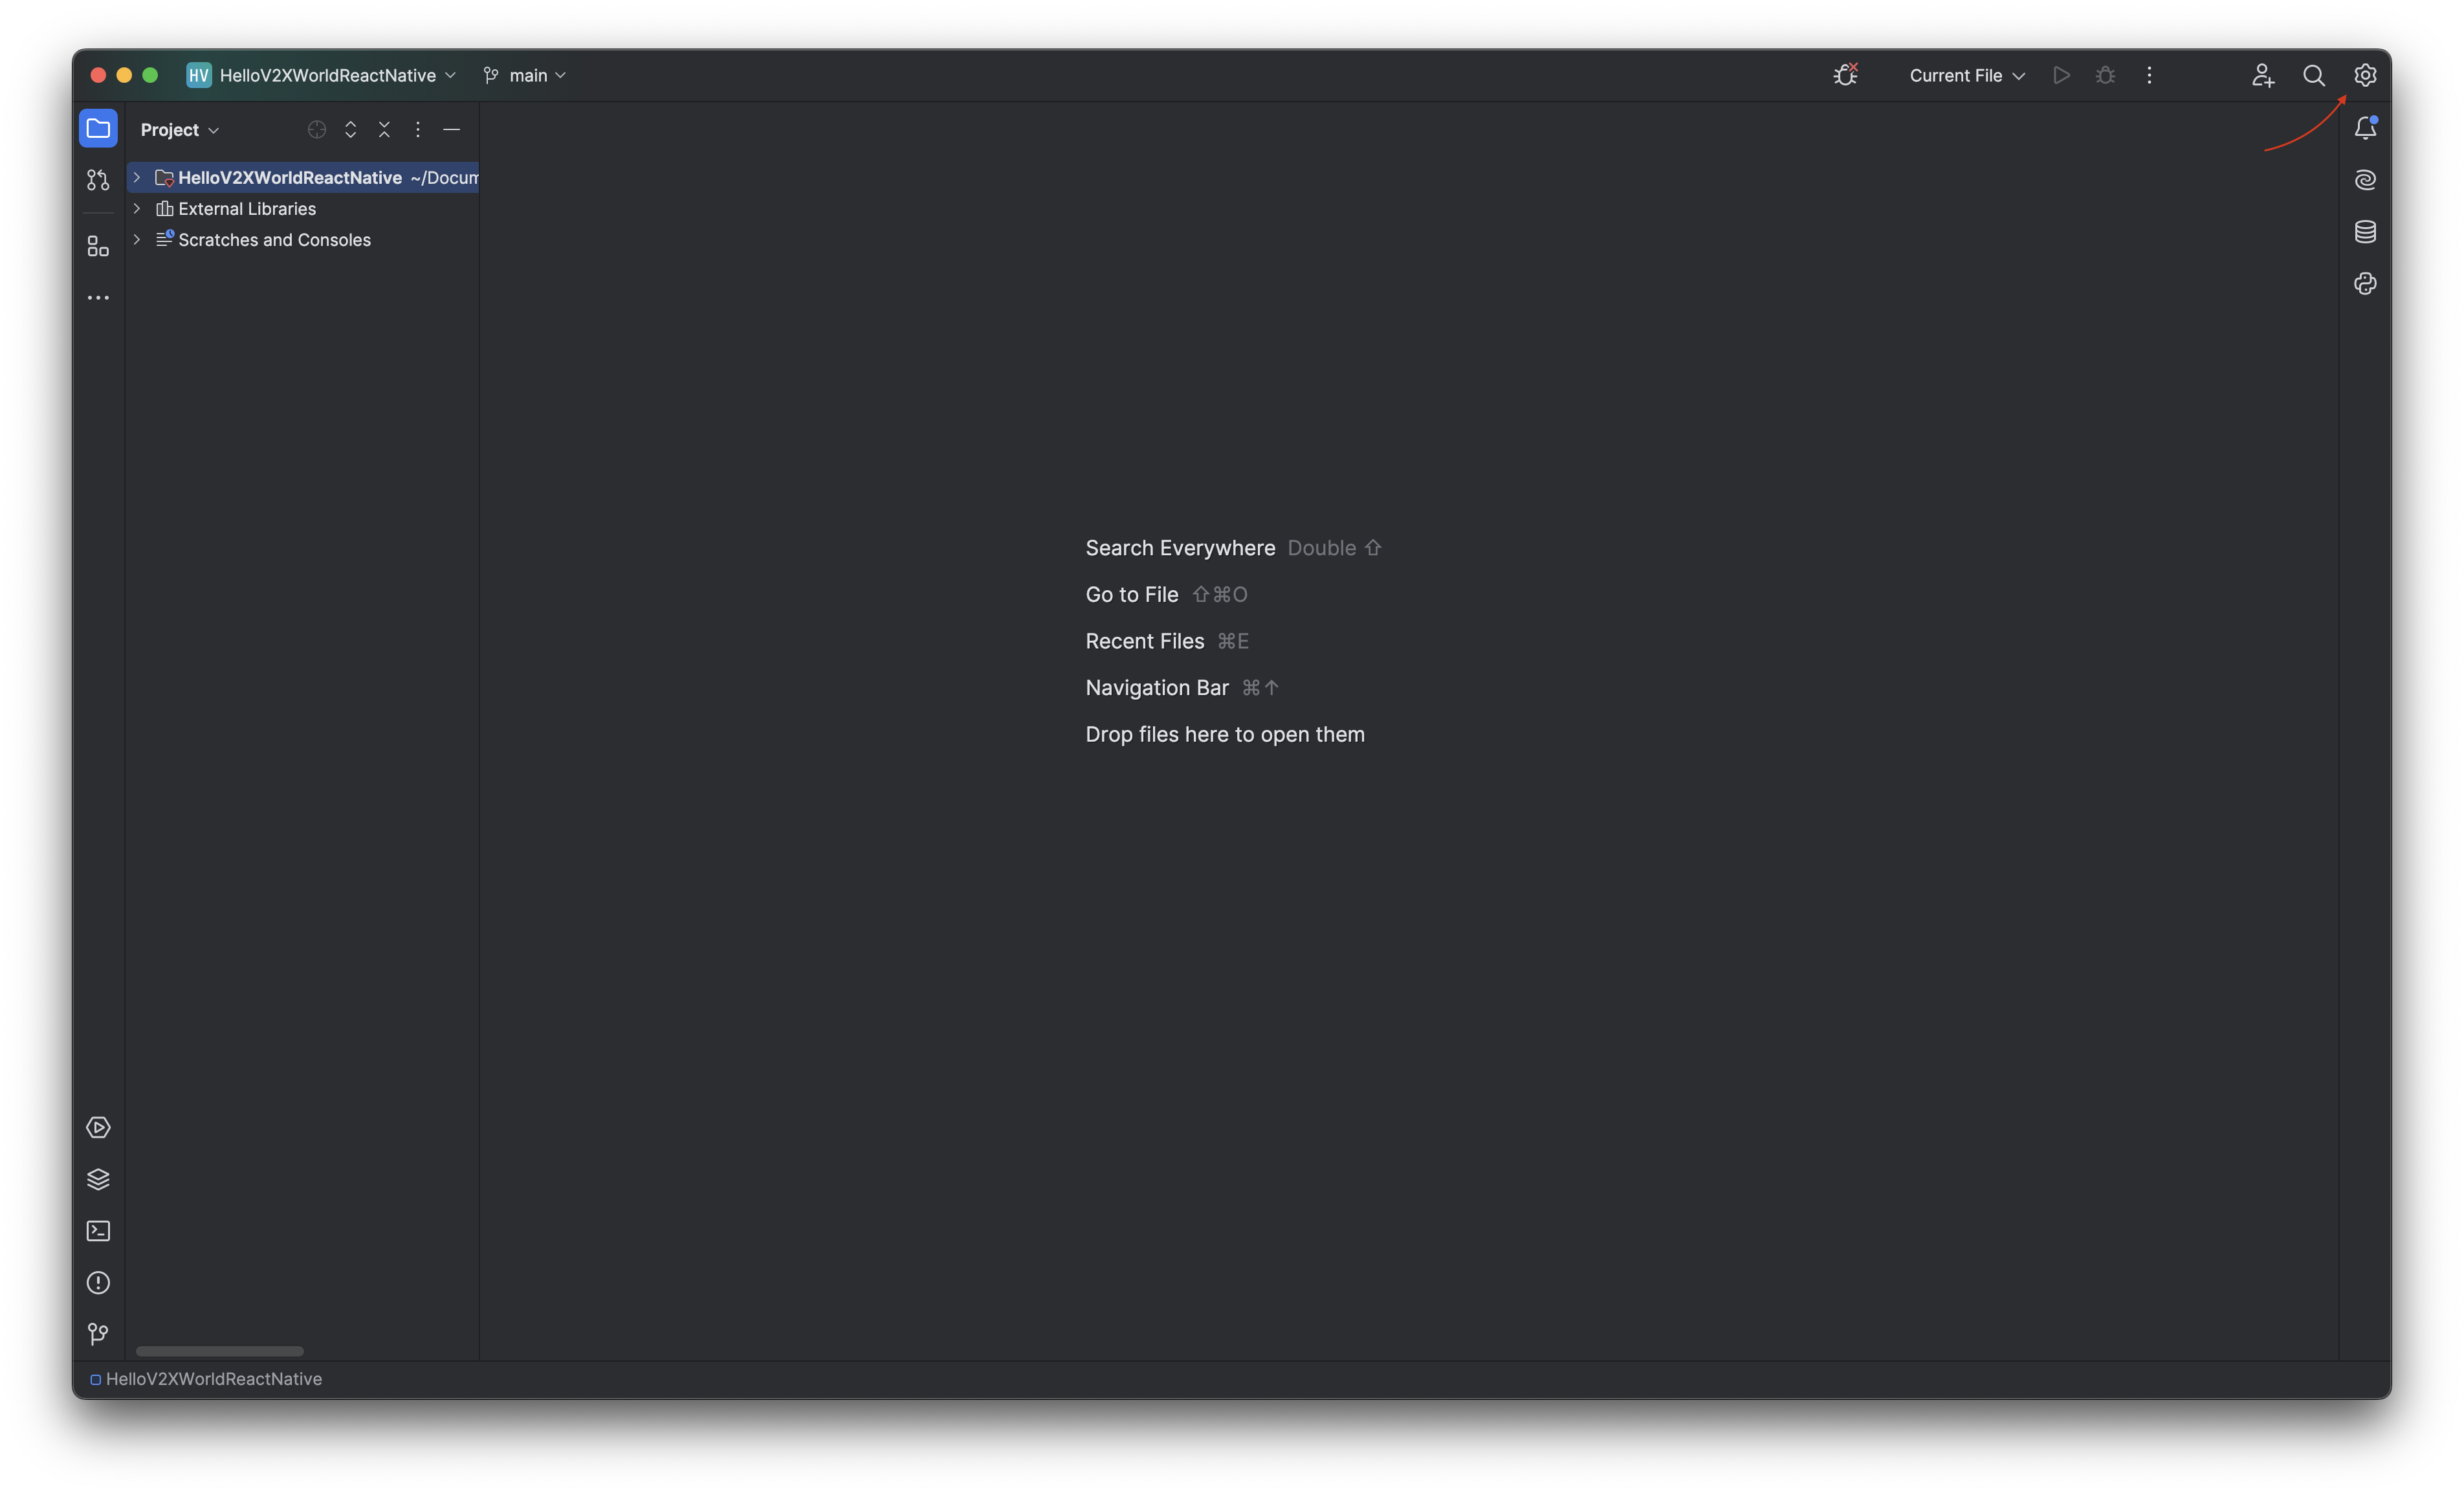 HV HelloV2XWorldReactNative main Current File
Project
HelloV2XWorldReactNative ~/Docum
External Libraries
Scratches and Consoles
Search Everywhere Double ⇧
Go to File ⇧⌘O
Recent Files ⌘E
Navigation Bar ⌘↑
Drop files here to open them
HelloV2XWorldReactNative